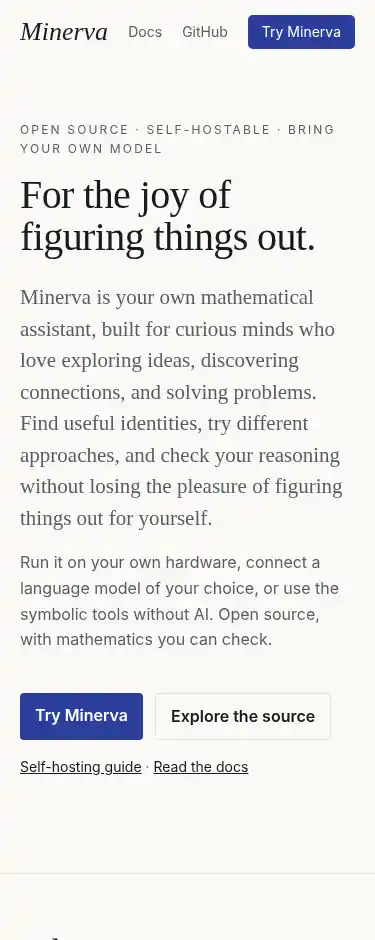 Minerva Docs GitHub Try Minerva
OPEN SOURCE · SELF-HOSTABLE · BRING
YOUR OWN MODEL
For the joy of
figuring things out.
Minerva is your own mathematical
assistant, built for curious minds who
love exploring ideas, discovering
connections, and solving problems.
Find useful identities, try different
approaches, and check your reasoning
without losing the pleasure of figuring
things out for yourself.
Run it on your own hardware, connect a
language model of your choice, or use the
symbolic tools without AI. Open source,
with mathematics you can check.
Try Minerva Explore the source
Self-hosting guide · Read the docs